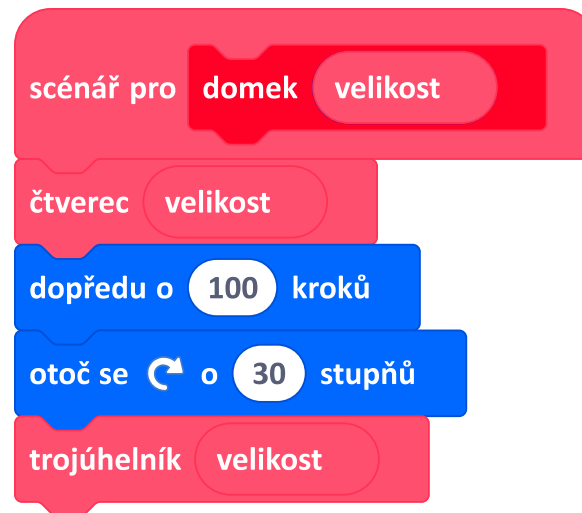 scénář pro domek velikost
čtverec velikost
dopředu o 100 kroků
otoč se o 30 stupňů
trojúhelník velikost